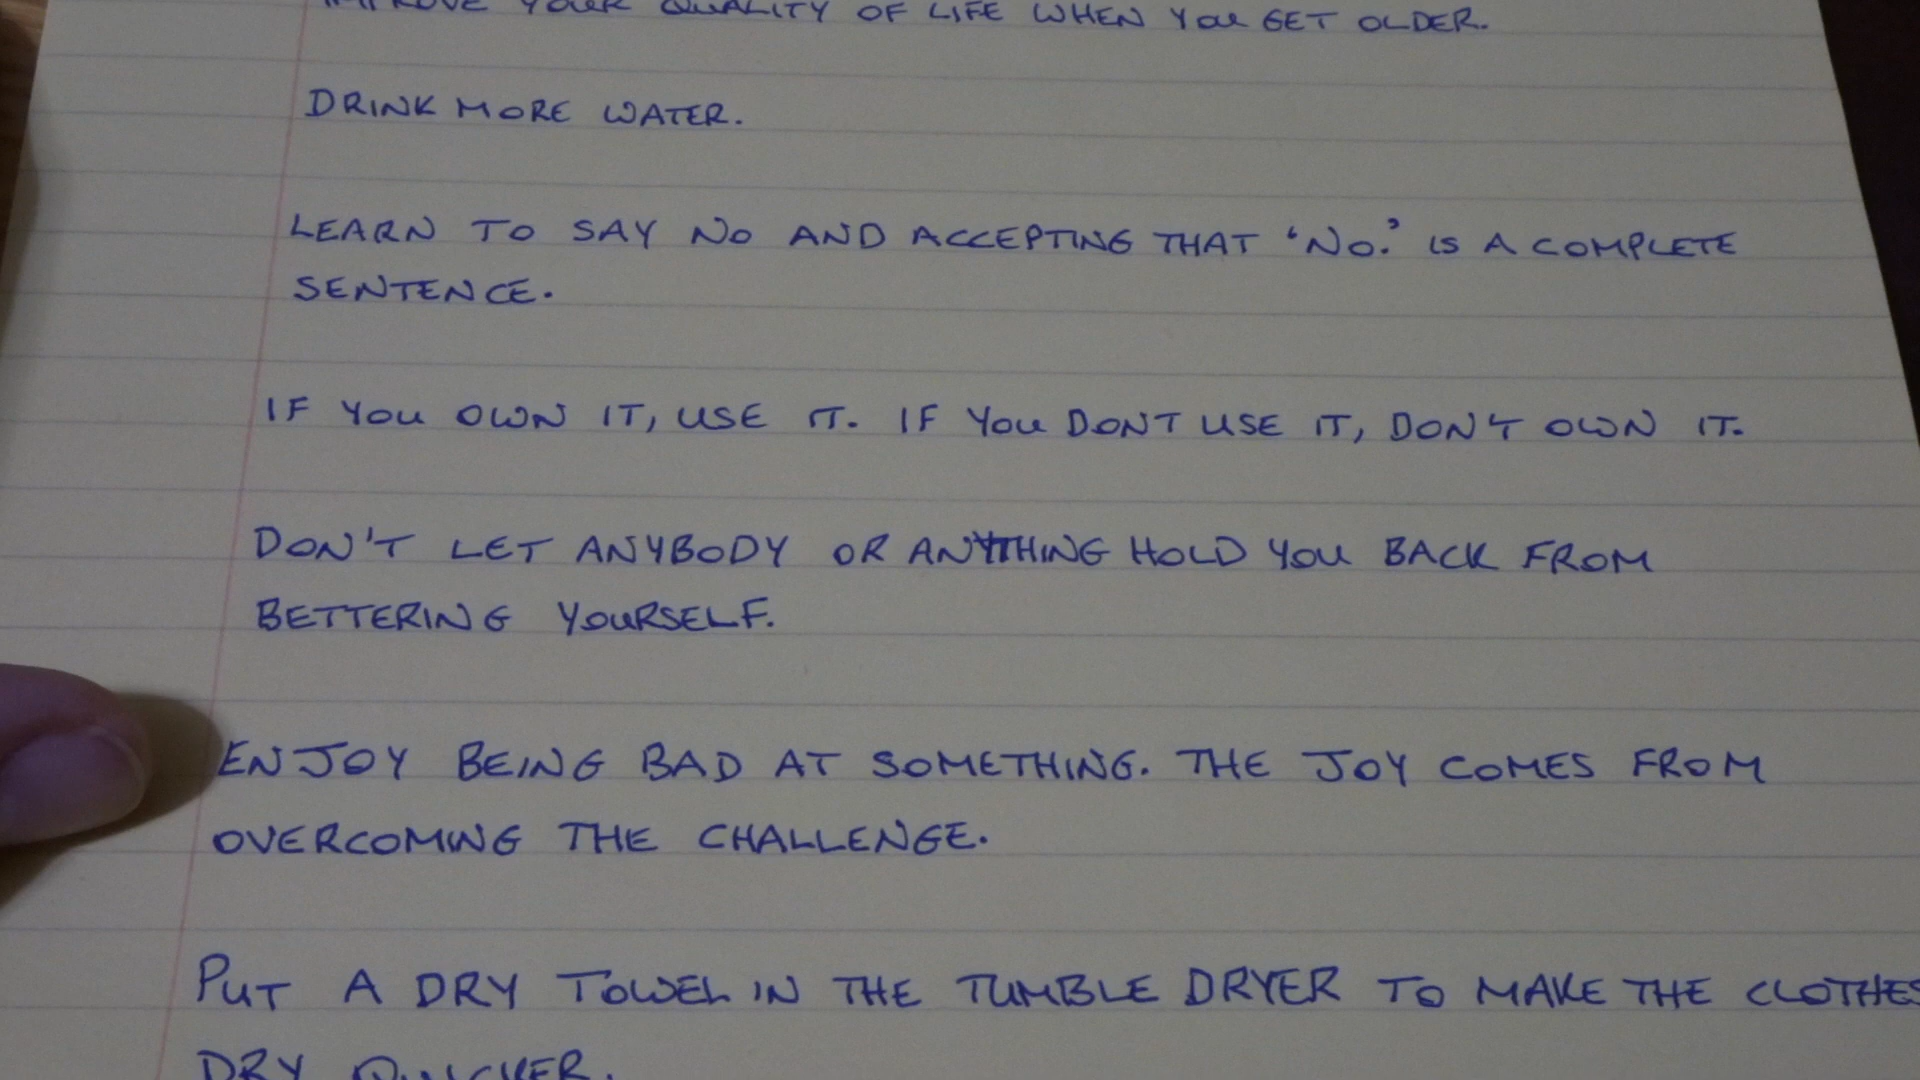 IMPROVE YOUR QUALITY OF LIFE WHEN YOU GET OLDER.
DRINK MORE WATER.
LEARN TO SAY NO AND ACCEPTING THAT 'NO.' IS A COMPLETE
SENTENCE.
IF YOU OWN IT, USE IT. IF YOU DONT USE IT, DON'T OWN IT.
DON'T LET ANYBODY OR ANYTHING HOLD YOU BACK FROM
BETTERING YOURSELF.
ENJOY BEING BAD AT SOMETHING. THE JOY COMES FROM
OVERCOMING THE CHALLENGE.
PUT A DRY TOWEL IN THE TUMBLE DRYER TO MAKE THE CLOTHES
DRY QUICKER.